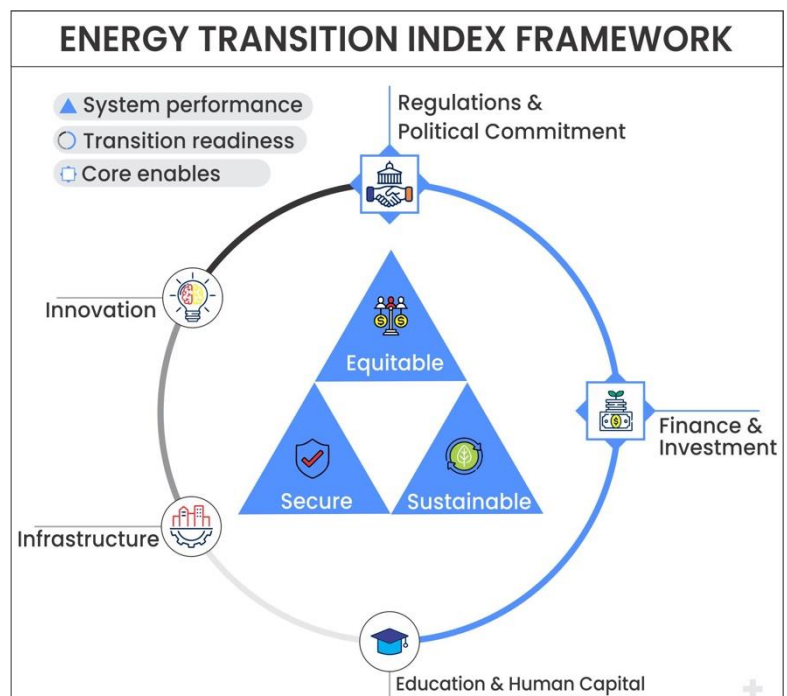 ENERGY TRANSITION INDEX FRAMEWORK
System performance
Transition readiness
Core enables
Regulations &
Political Commitment
Innovation
Equitable
Finance &
Investment
Secure
Sustainable
Infrastructure
Education & Human Capital